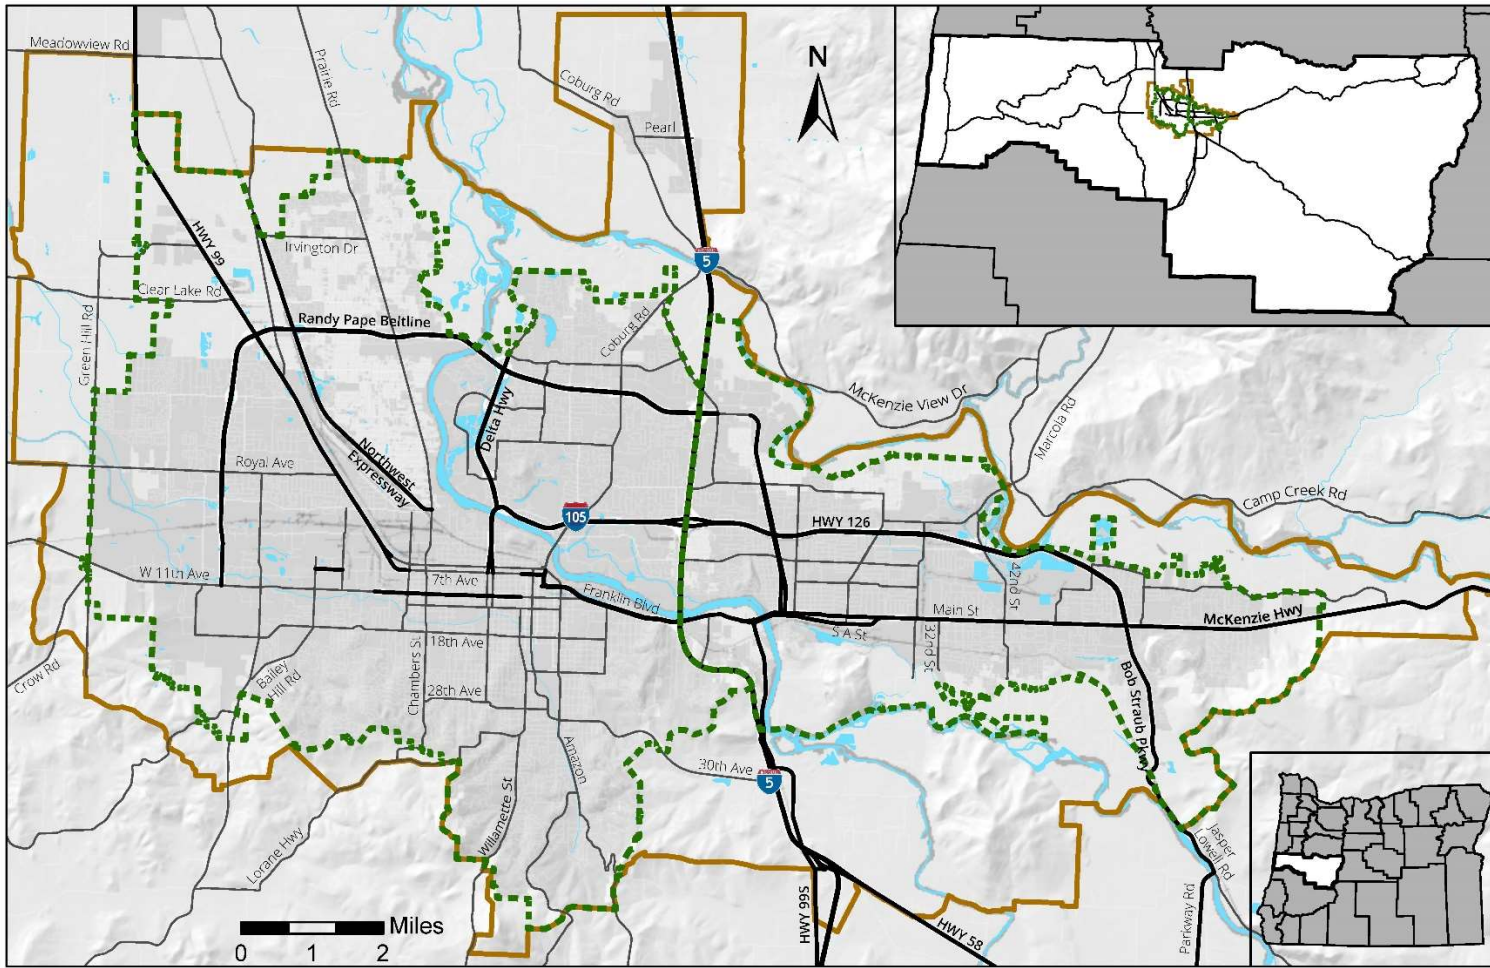 Meadowview Rd
Prairie Rd
Coburg Rd
Pearl
N
HWY 99
Irvington Dr
5
Clear Lake Rd
Green Hill Rd
Randy Pape Beltline
Coburg Rd
McKenzie View Dr
Marcola Rd
Delta Hwy
Northwest
Expressway
Royal Ave
Camp Creek Rd
105
HWY 126
W 11th Ave
7th Ave
Franklin Blvd
42nd St
Main St
McKenzie Hwy
S A St
32nd St
18th Ave
Crow Rd
Bailey
Hill Rd
Chambers St
28th Ave
Bob Straub Pkwy
Amazon
30th Ave
5
Willamette St
Lorane Hwy
Jasper
Lowell Rd
Parkway Rd
HWY 99S
HWY 58
Miles
0 1 2